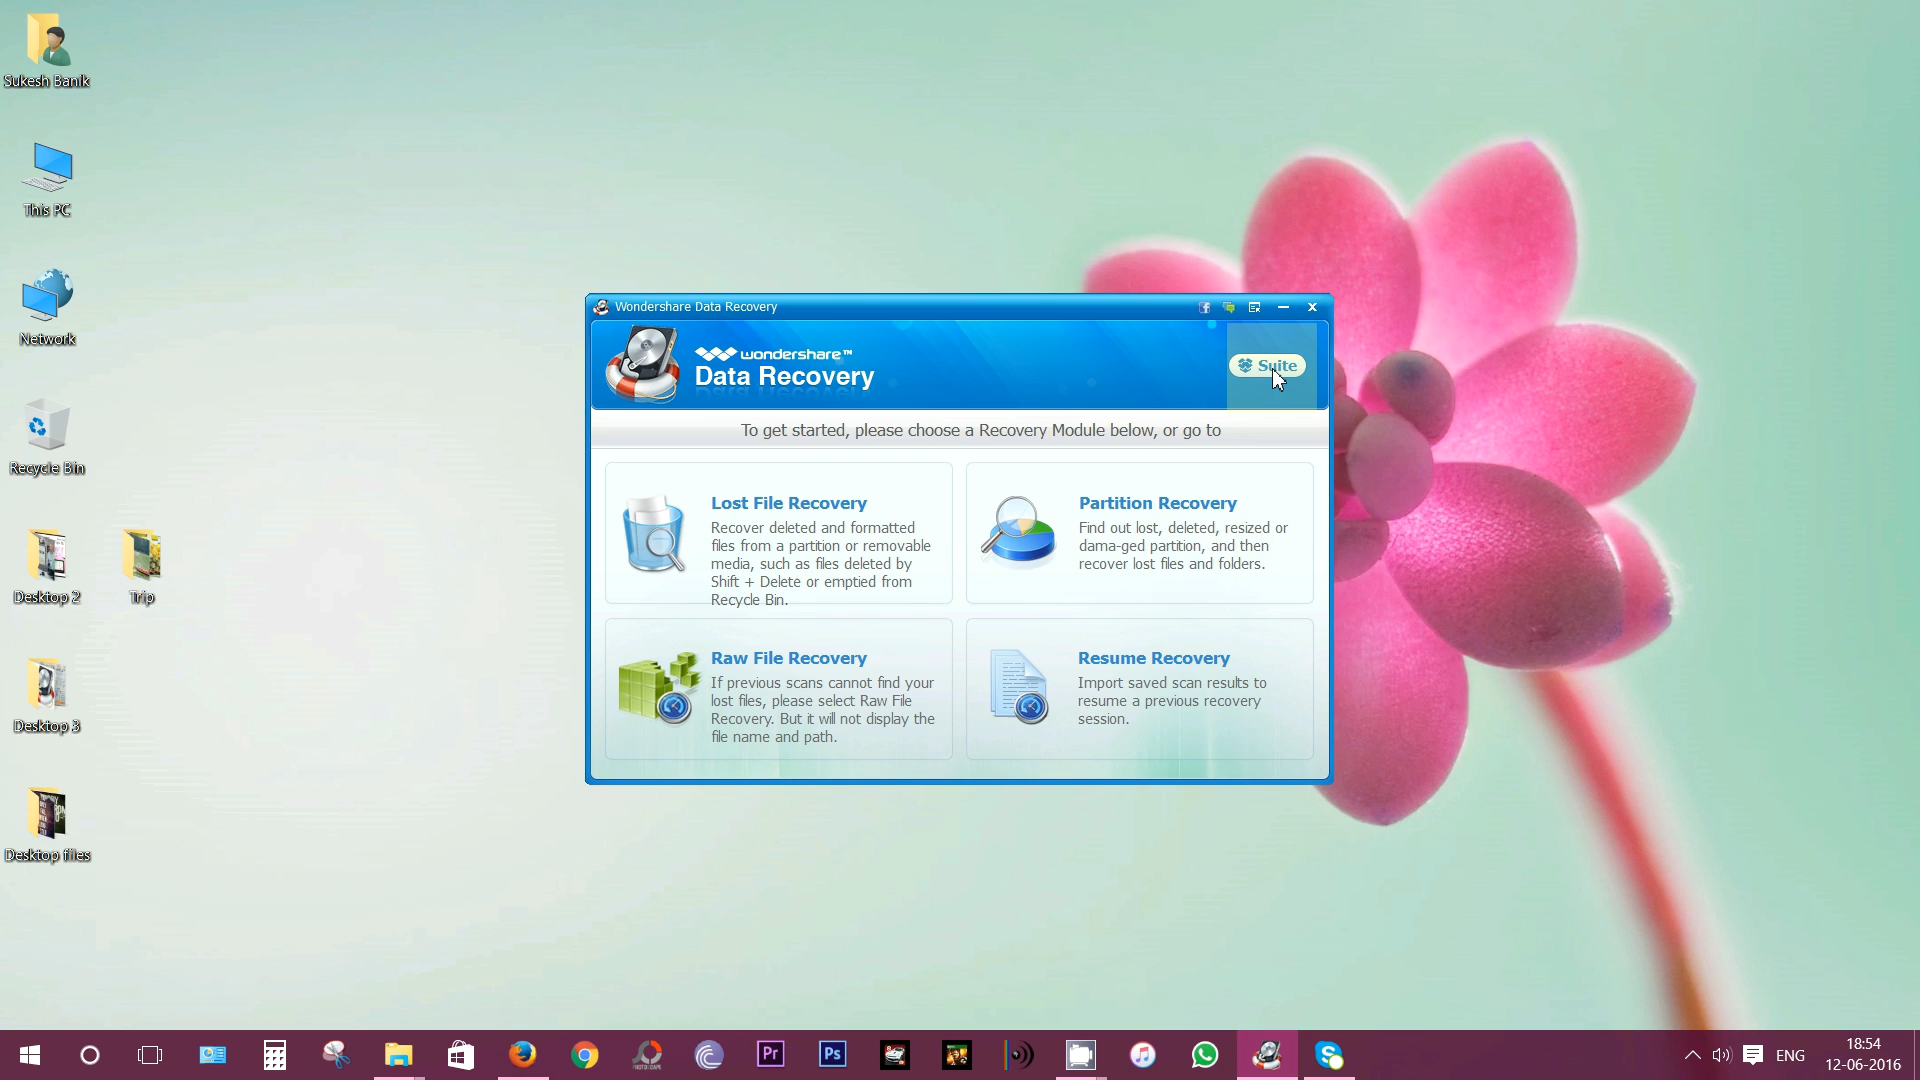 Sukesh Banik
This PC
Network
Recycle Bin
Desktop 2
Trip
Desktop 3
Desktop files
Wondershare Data Recovery
wondershare™
Data Recovery
Suite
To get started, please choose a Recovery Module below, or go to
Lost File Recovery
Recover deleted and formatted
files from a partition or removable
media, such as files deleted by
Shift + Delete or emptied from
Recycle Bin.
Partition Recovery
Find out lost, deleted, resized or
dama-ged partition, and then
recover lost files and folders.
Raw File Recovery
If previous scans cannot find your
lost files, please select Raw File
Recovery. But it will not display the
file name and path.
Resume Recovery
Import saved scan results to
resume a previous recovery
session.
Pr
Ps
ENG
18:54
12-06-2016